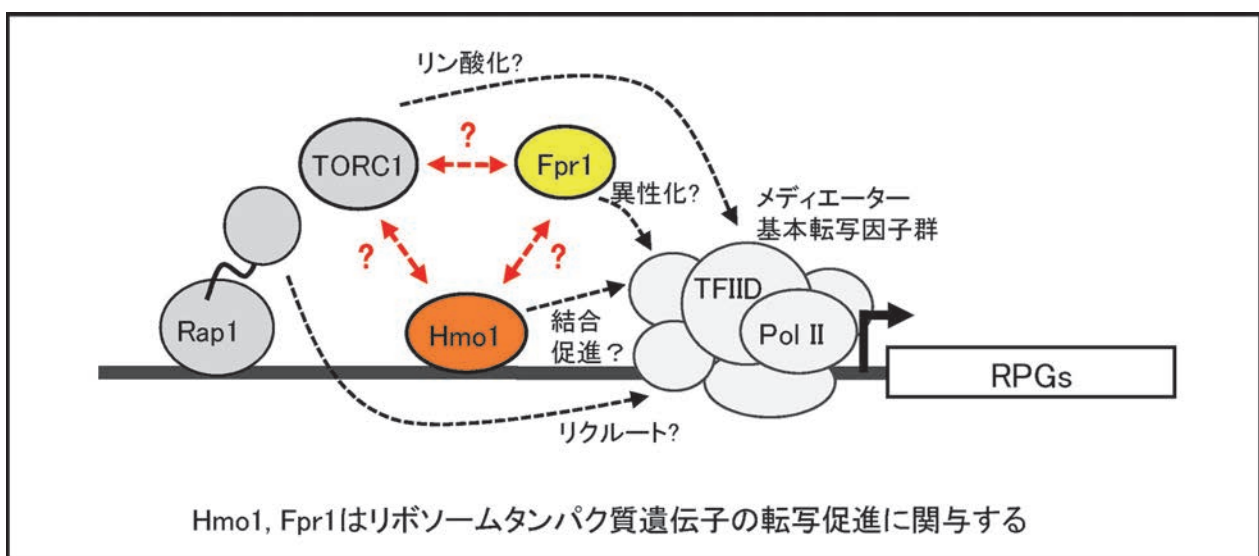 リン酸化?
?
TORC1
Fpr1
異性化?
メディエーター
基本転写因子群
?
?
TFIID
Rap1
Hmo1
結合
促進？
Pol II
RPGs
リクルート?
Hmo1, Fpr1はリボソームタンパク質遺伝子の転写促進に関与する